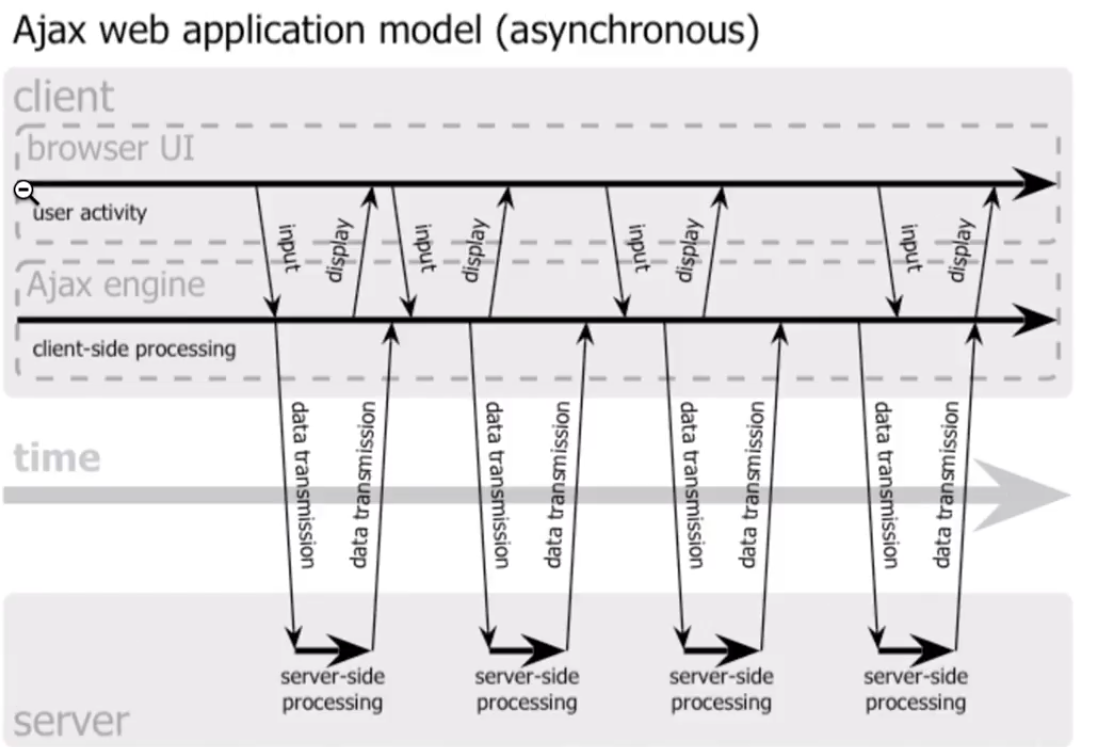 Ajax web application model (asynchronous)
client
browser UI
user activity
input
display
input
display
input
display
input
display
Ajax engine
client-side processing
data transmission
data transmission
data transmission
data transmission
data transmission
data transmission
data transmission
data transmission
time
server-side
processing
server-side
processing
server-side
processing
server-side
processing
server